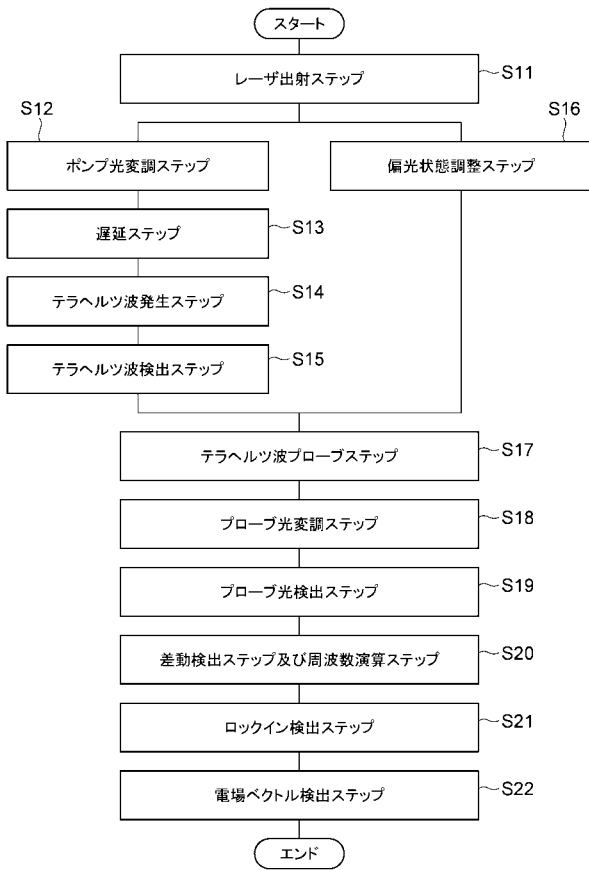 スタート
レーザ出射ステップ
S11
S12
ポンプ光変調ステップ
S16
偏光状態調整ステップ
遅延ステップ
S13
テラヘルツ波発生ステップ
S14
テラヘルツ波検出ステップ
S15
テラヘルツ波プローブステップ
S17
プローブ光変調ステップ
S18
プローブ光検出ステップ
S19
差動検出ステップ及び周波数演算ステップ
S20
ロックイン検出ステップ
S21
電場ベクトル検出ステップ
S22
エンド